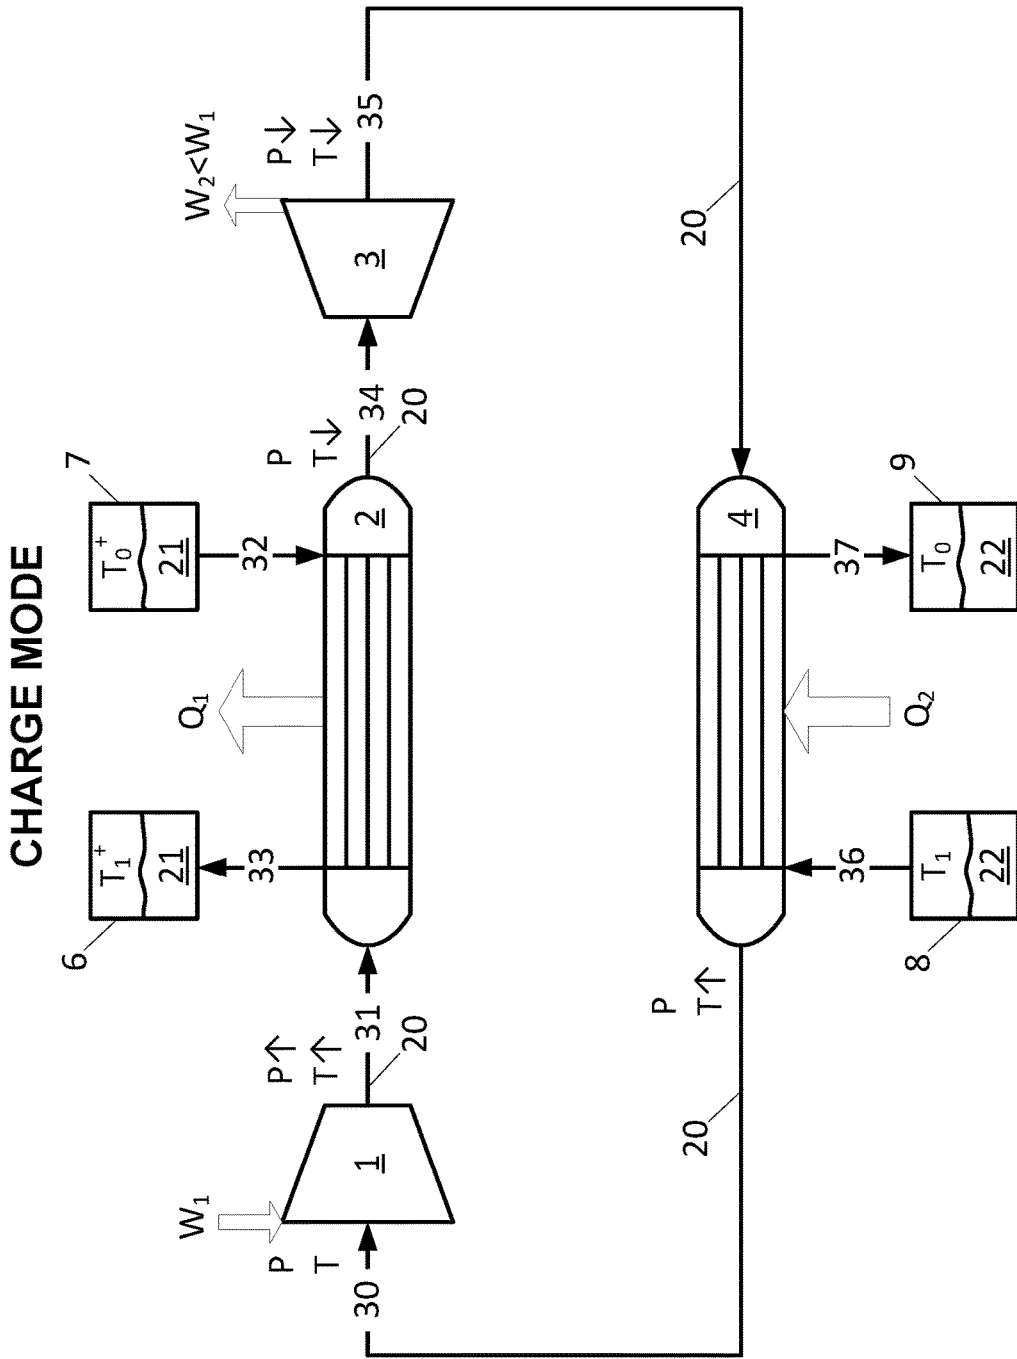 CHARGE MODE
6
T₁⁺
21
33
Q₁
7
T₀⁺
21
32
W₁
P
T
30
1
P↑
T↑
31
20
2
P
T↓
34
20
W₂<W₁
3
P↓
T↓
35
20
20
P
T↑
4
36
T₁
22
8
Q₂
37
T₀
22
9